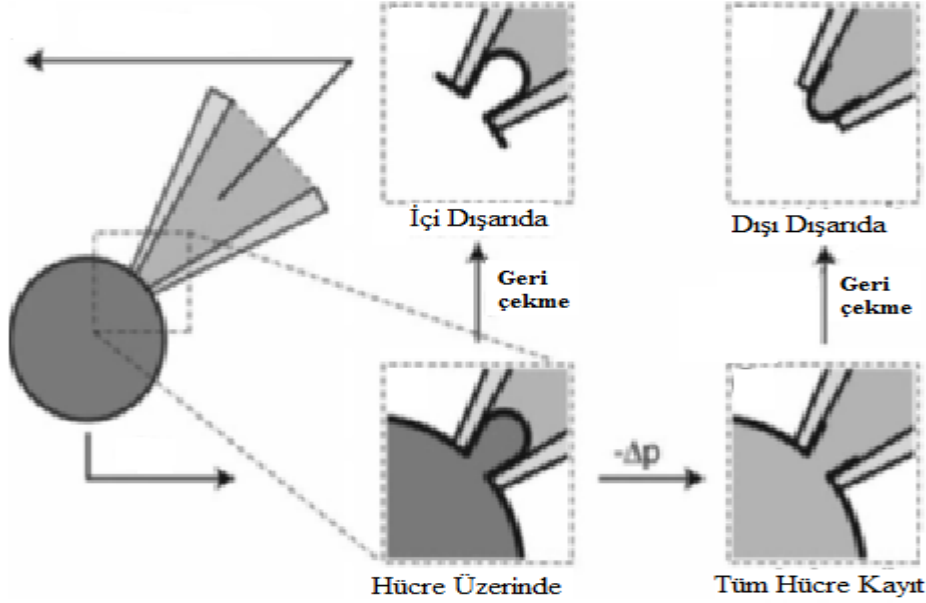 İçi Dışarıda
Dışı Dışarıda
Geri
çekme
Geri
çekme
-Δp
Hücre Üzerinde
Tüm Hücre Kayıt